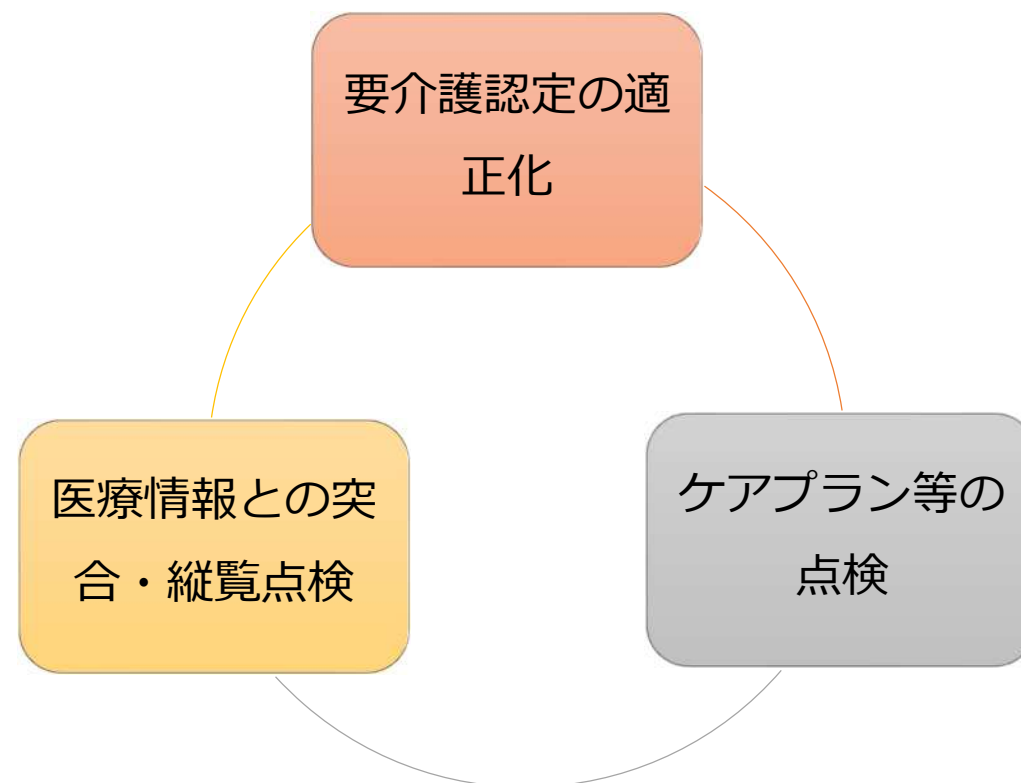 要介護認定の適
正化
医療情報との突
合・縦覧点検
ケアプラン等の
点検